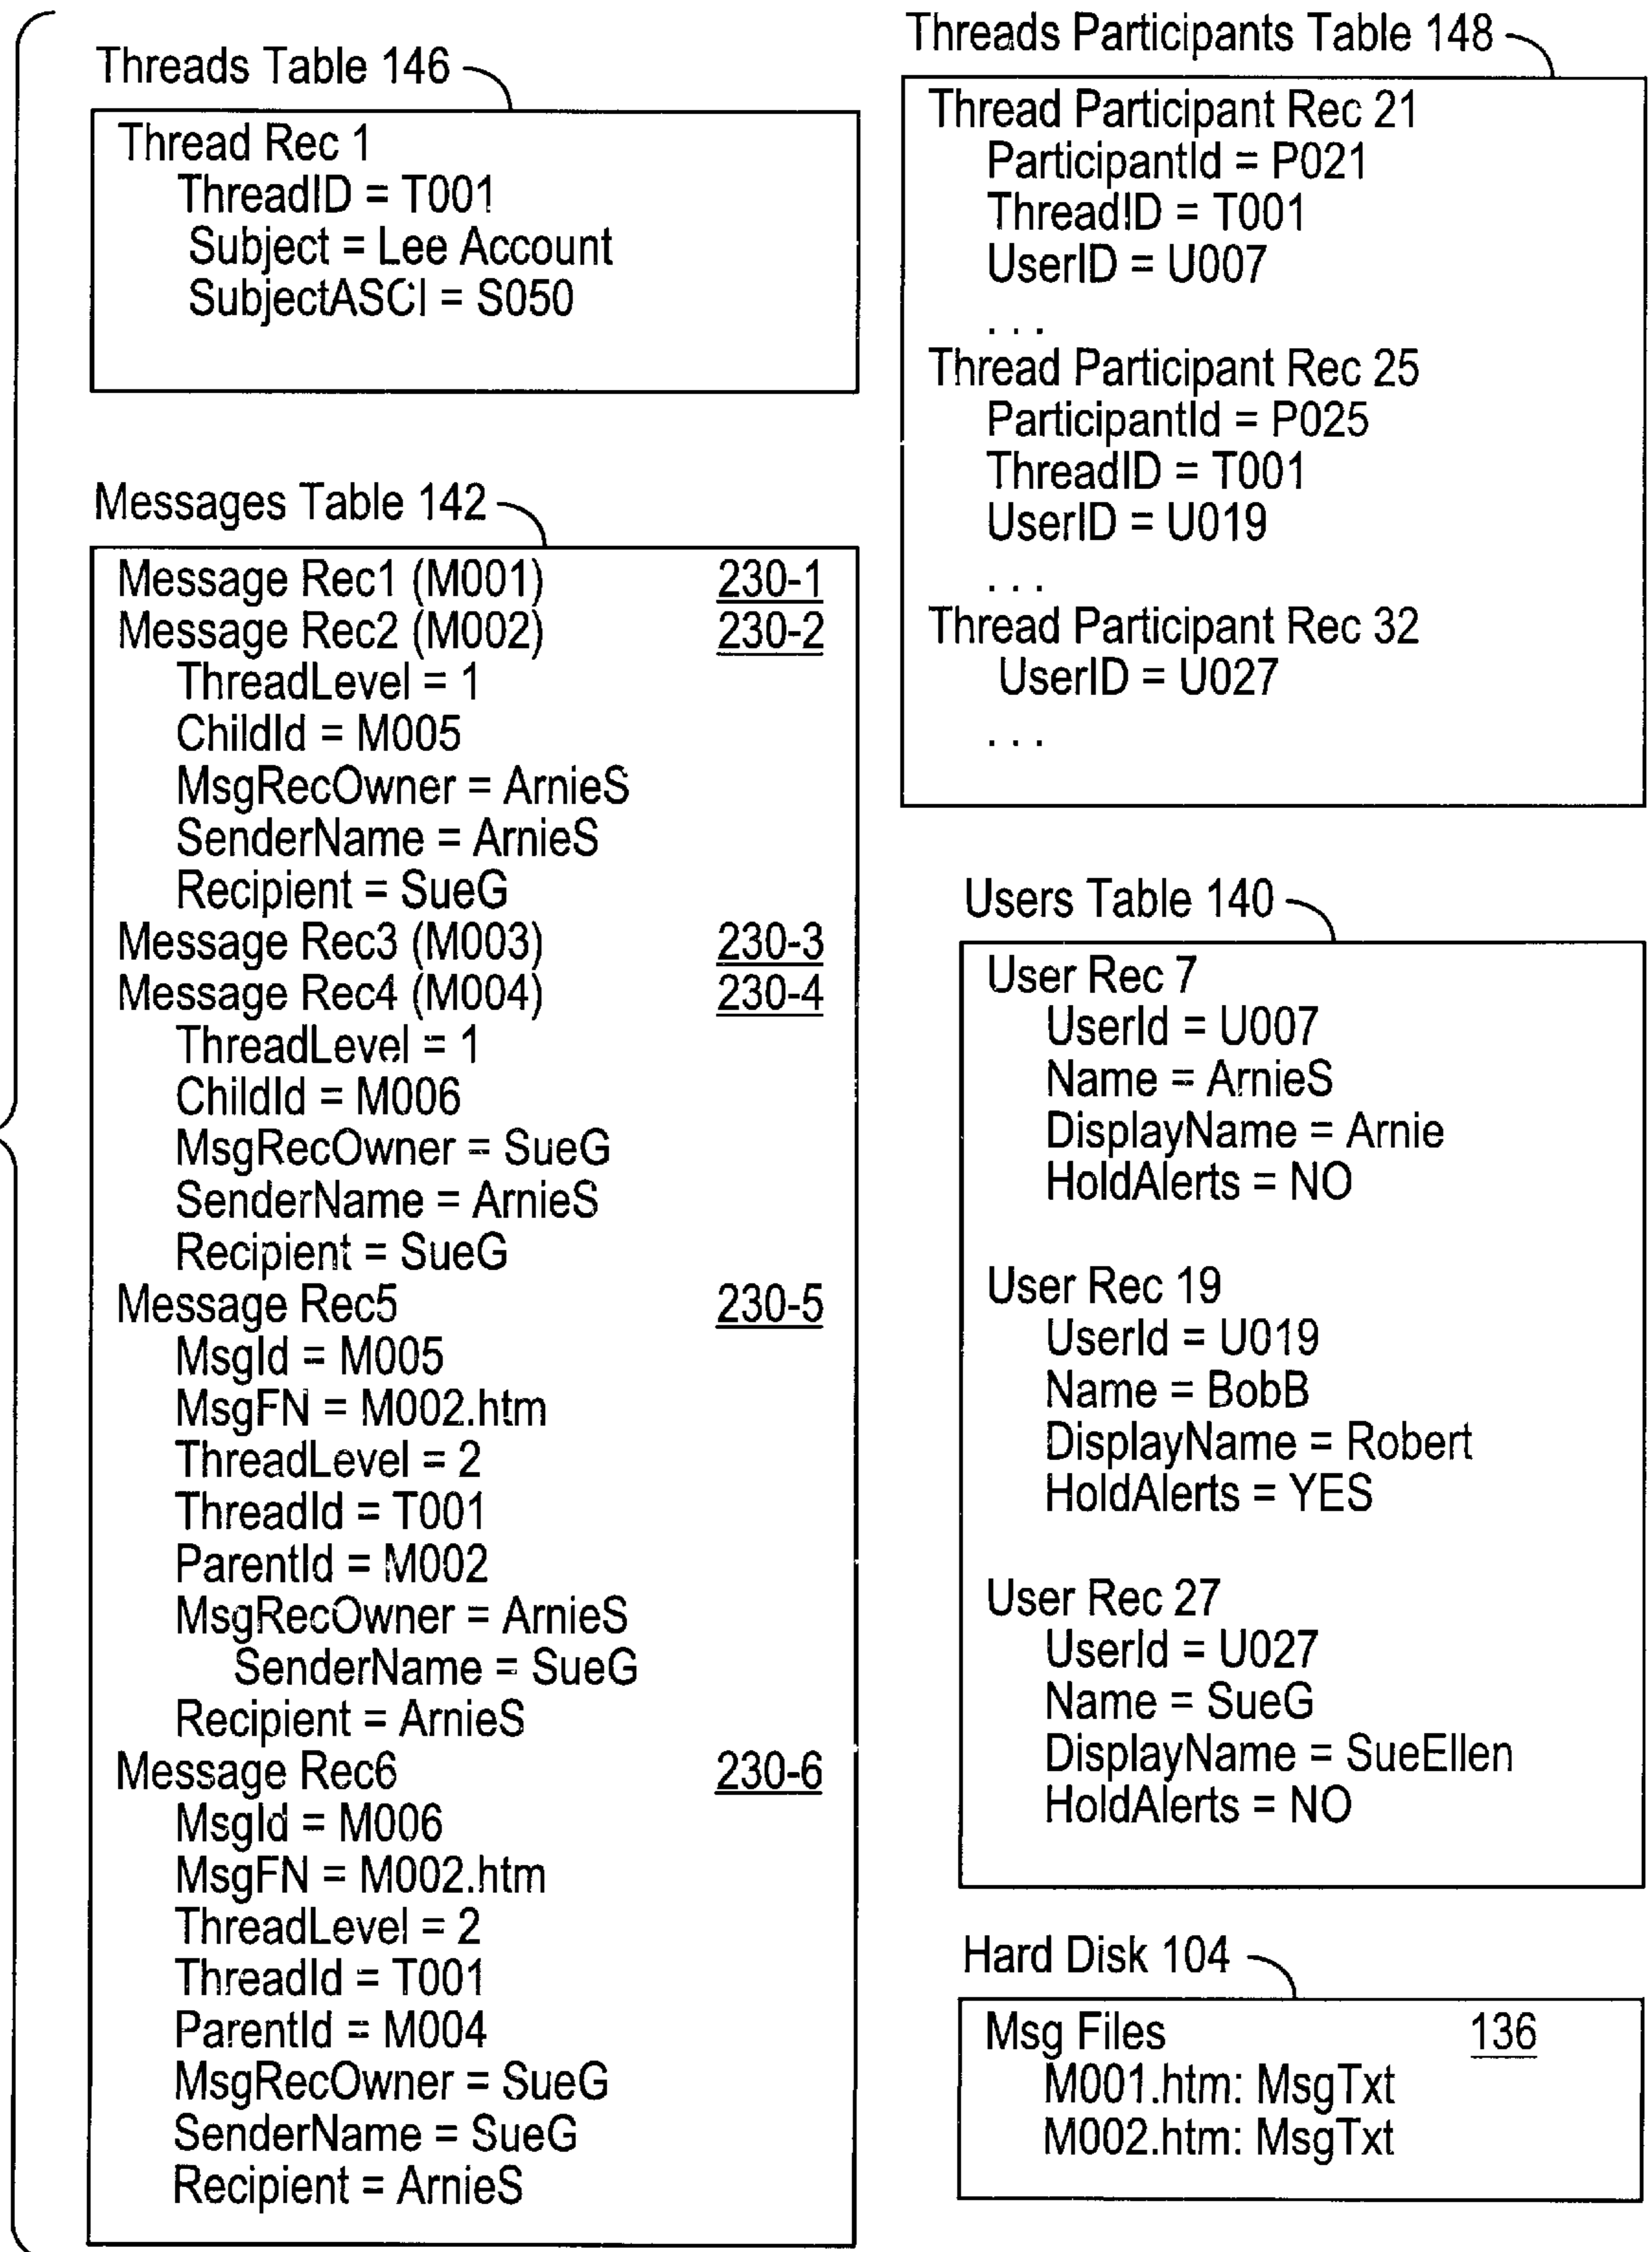 Threads Table 146
Thread Rec 1
ThreadID = T001
Subject = Lee Account
SubjectASCI = S050
Messages Table 142
Message Rec1 (M001) 230-1
Message Rec2 (M002) 230-2
ThreadLevel = 1
ChildId = M005
MsgRecOwner = ArnieS
SenderName = ArnieS
Recipient = SueG
Message Rec3 (M003) 230-3
Message Rec4 (M004) 230-4
ThreadLevel = 1
ChildId = M006
MsgRecOwner = SueG
SenderName = ArnieS
Recipient = SueG
Message Rec5 230-5
MsgId = M005
MsgFN = M002.htm
ThreadLevel = 2
ThreadId = T001
ParentId = M002
MsgRecOwner = ArnieS
SenderName = SueG
Recipient = ArnieS
Message Rec6 230-6
MsgId = M006
MsgFN = M002.htm
ThreadLevel = 2
ThreadId = T001
ParentId = M004
MsgRecOwner = SueG
SenderName = SueG
Recipient = ArnieS
Threads Participants Table 148
Thread Participant Rec 21
ParticipantId = P021
ThreadID = T001
UserID = U007
. . .
Thread Participant Rec 25
ParticipantId = P025
ThreadID = T001
UserID = U019
. . .
Thread Participant Rec 32
UserID = U027
. . .
Users Table 140
User Rec 7
UserId = U007
Name = ArnieS
DisplayName = Arnie
HoldAlerts = NO
User Rec 19
UserId = U019
Name = BobB
DisplayName = Robert
HoldAlerts = YES
User Rec 27
UserId = U027
Name = SueG
DisplayName = SueEllen
HoldAlerts = NO
Hard Disk 104
Msg Files 136
M001.htm: MsgTxt
M002.htm: MsgTxt